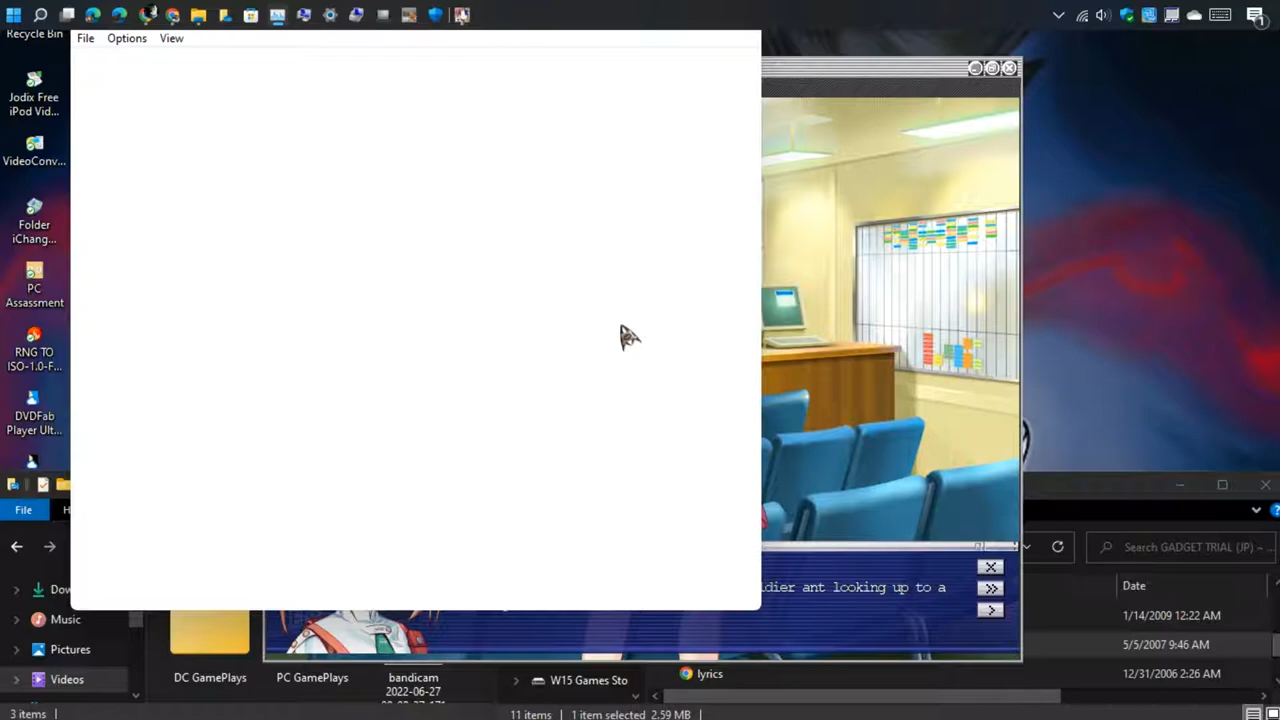 Recycle Bin
Jodix Free
iPod Vid...
VideoConv...
Folder
iChang...
PC
Assassment
RNG TO
ISO-1.0-F...
DVDFab
Player Ult...
File Options View
1
ldier ant looking up to a
File
Search GADGET TRIAL (JP) ~ ...
Date
1/14/2009 12:22 AM
5/5/2007 9:46 AM
12/31/2006 2:26 AM
Music
Pictures
Videos
DC GamePlays
PC GamePlays
bandicam
2022-06-27
W15 Games Sto
lyrics
3 items
11 items
1 item selected 2.59 MB